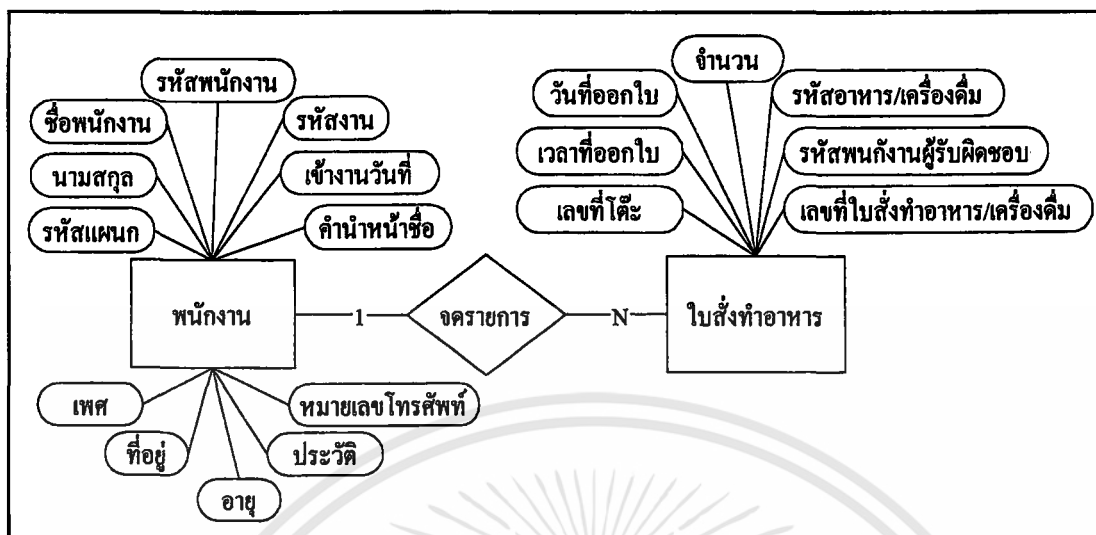 รหัสพนักงาน
ชื่อพนักงาน
รหัสงาน
นามสกุล
เข้างานวันที่
รหัสแผนก
คำนำหน้าชื่อ
พนักงาน
เพศ
หมายเลขโทรศัพท์
ที่อยู่
ประวัติ
อายุ
1
จดรายการ
N
จำนวน
วันที่ออกใบ
รหัสอาหาร/เครื่องดื่ม
เวลาที่ออกใบ
รหัสพนกังานผู้รับผิดชอบ
เลขที่โต๊ะ
เลขที่ใบสั่งทำอาหาร/เครื่องดื่ม
ใบสั่งทำอาหาร